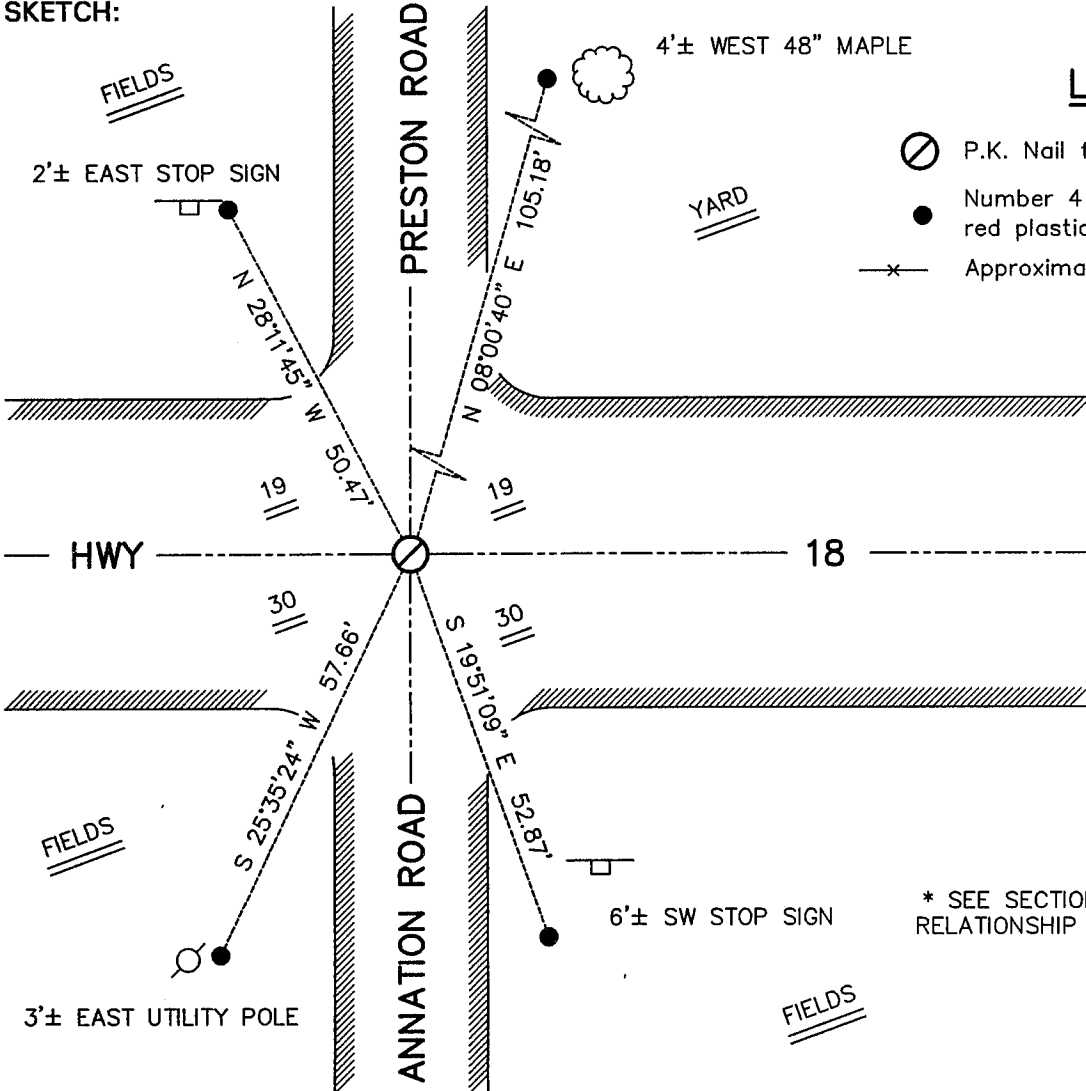 SKETCH:
PRESTON ROAD
4'± WEST 48" MAPLE
FIELDS
L
2'± EAST STOP SIGN
P.K. Nail f
Number 4
red plastic
Approxima
YARD
N 28°11'45" W 50.47'
N 08°00'40" E 105.18'
19
19
HWY
18
30
30
S 25°35'24" W 57.66'
S 19°51'09" E 52.87'
FIELDS
ANNATION ROAD
6'± SW STOP SIGN
* SEE SECTION
RELATIONSHIP
3'± EAST UTILITY POLE
FIELDS